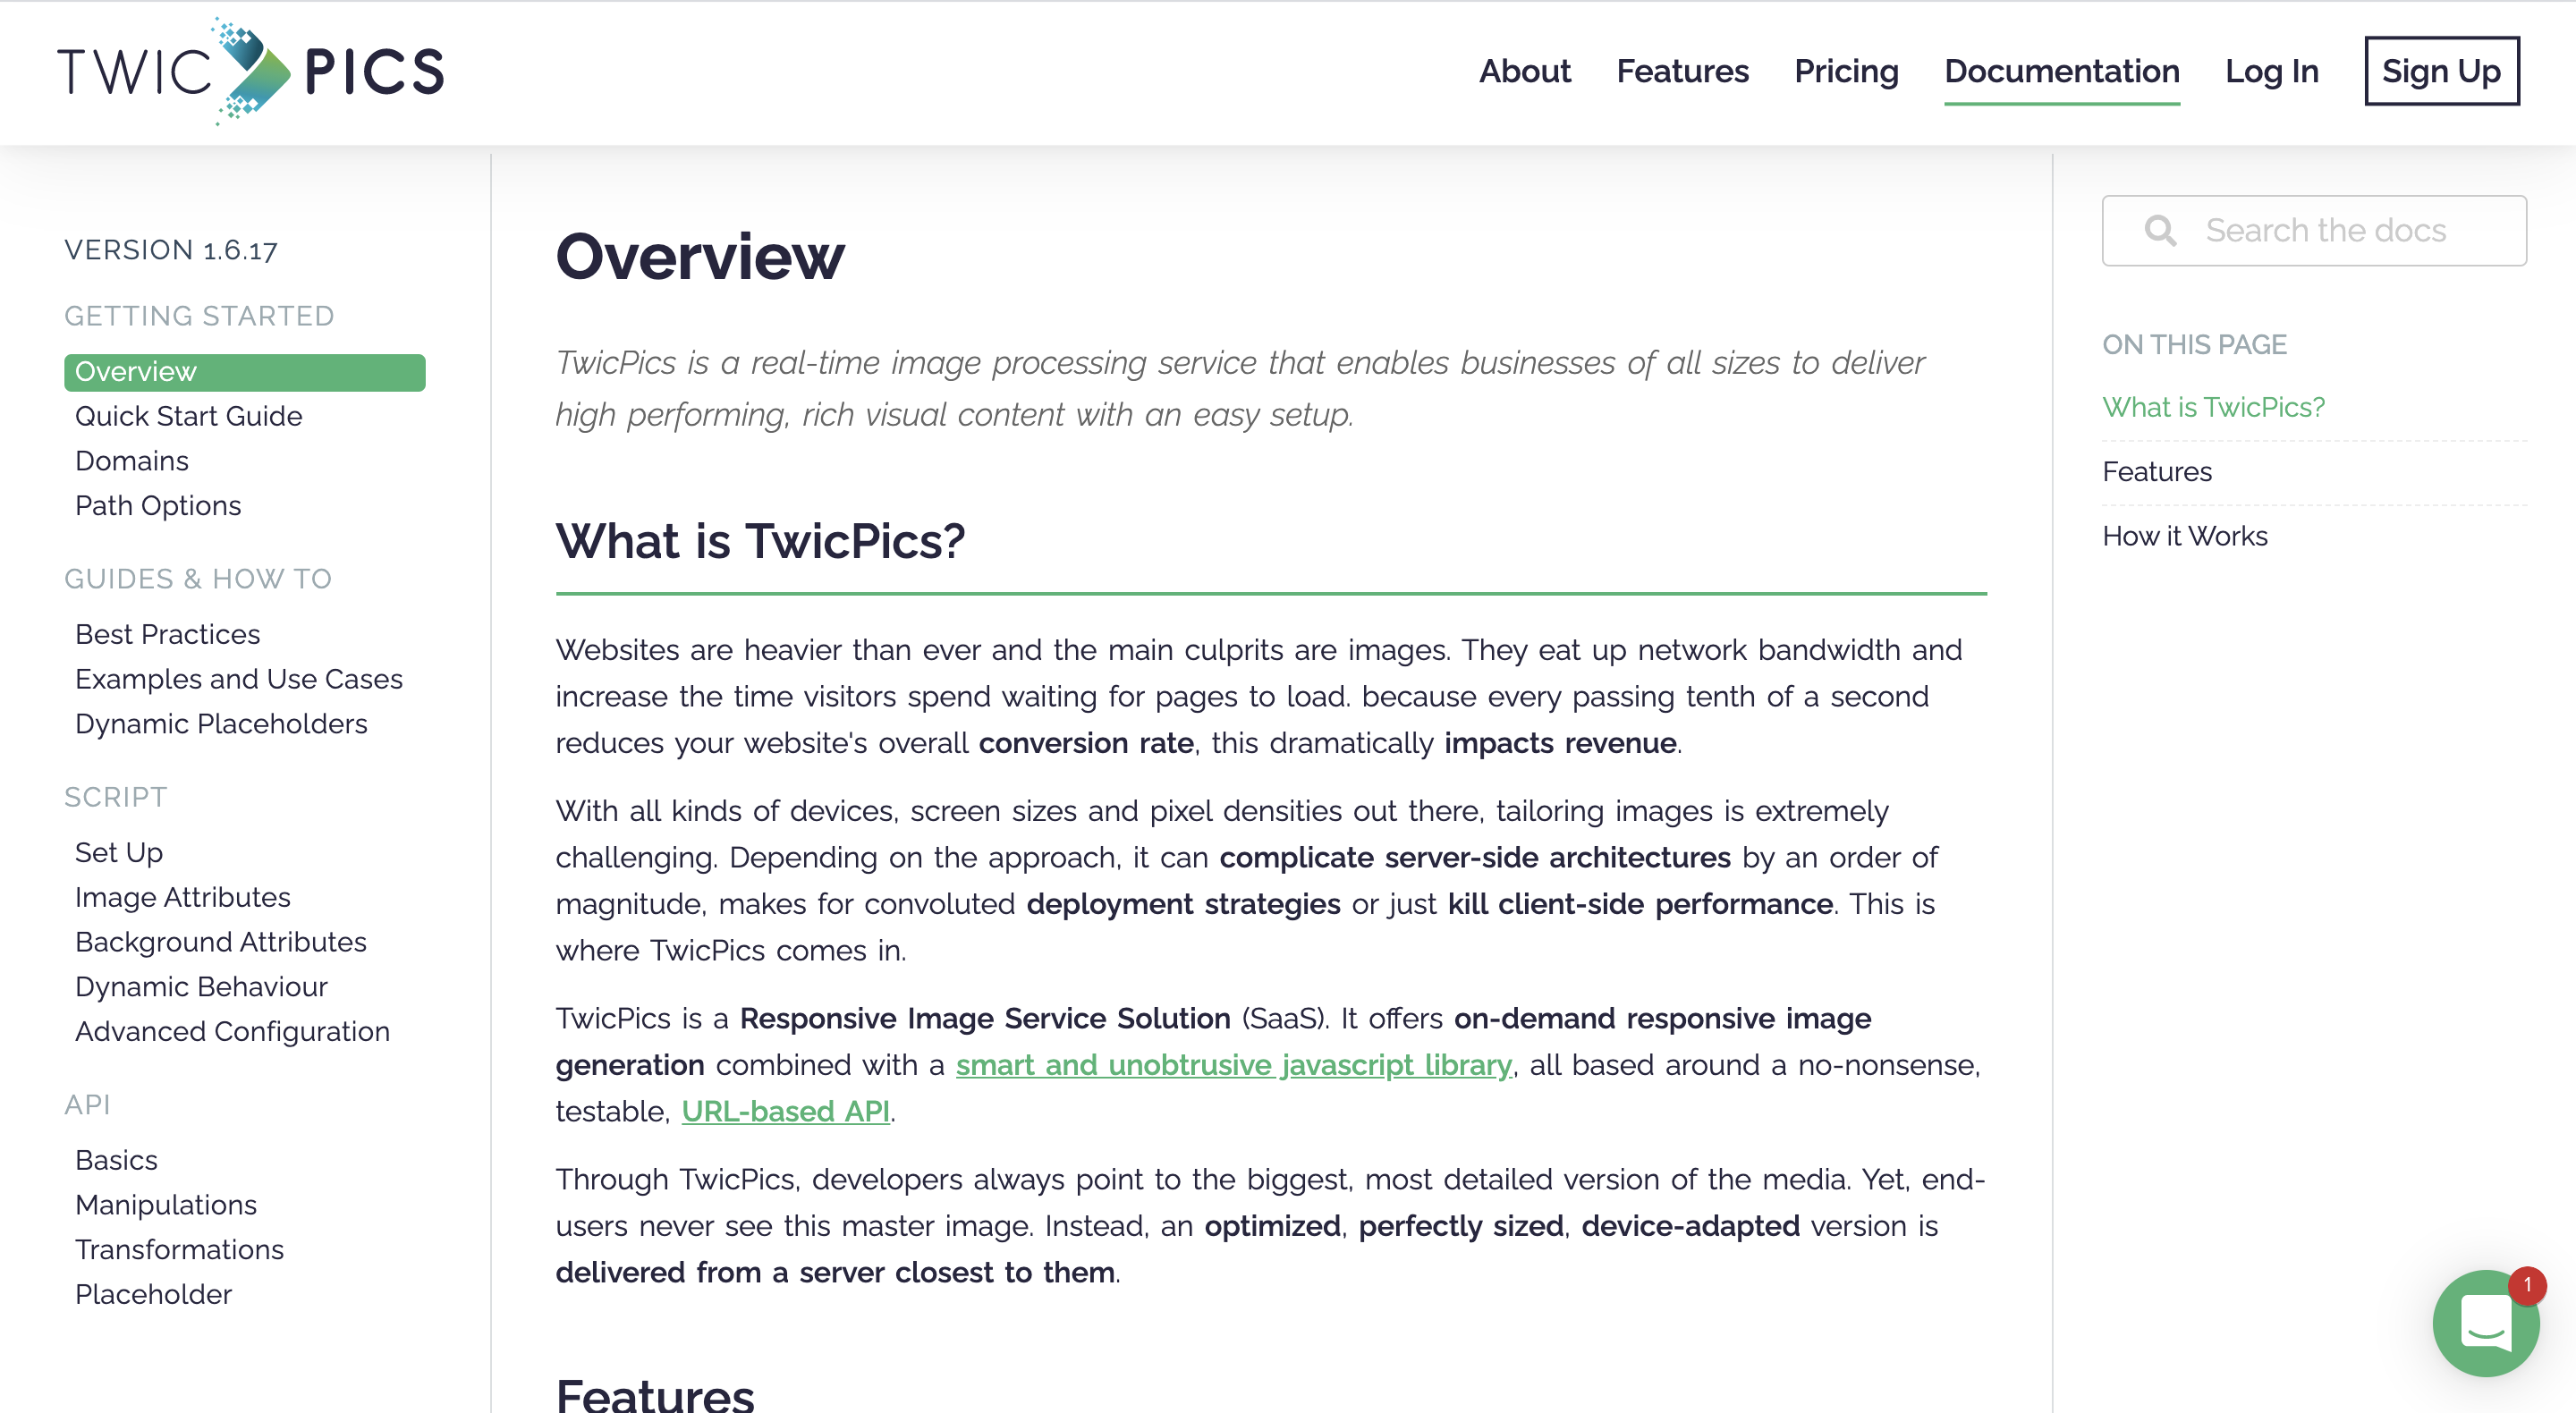 TWIC PICS
About
Features
Pricing
Documentation
Log In
Sign Up
VERSION 1.6.17
GETTING STARTED
Overview
Quick Start Guide
Domains
Path Options
GUIDES & HOW TO
Best Practices
Examples and Use Cases
Dynamic Placeholders
SCRIPT
Set Up
Image Attributes
Background Attributes
Dynamic Behaviour
Advanced Configuration
API
Basics
Manipulations
Transformations
Placeholder
Overview
TwicPics is a real-time image processing service that enables businesses of all sizes to deliver
high performing, rich visual content with an easy setup.
What is TwicPics?
Websites are heavier than ever and the main culprits are images. They eat up network bandwidth and
increase the time visitors spend waiting for pages to load. because every passing tenth of a second
reduces your website's overall conversion rate, this dramatically impacts revenue.
With all kinds of devices, screen sizes and pixel densities out there, tailoring images is extremely
challenging. Depending on the approach, it can complicate server-side architectures by an order of
magnitude, makes for convoluted deployment strategies or just kill client-side performance. This is
where TwicPics comes in.
TwicPics is a Responsive Image Service Solution (SaaS). It offers on-demand responsive image
generation combined with a smart and unobtrusive javascript library, all based around a no-nonsense,
testable, URL-based API.
Through TwicPics, developers always point to the biggest, most detailed version of the media. Yet, end-
users never see this master image. Instead, an optimized, perfectly sized, device-adapted version is
delivered from a server closest to them.
Features
Search the docs
ON THIS PAGE
What is TwicPics?
Features
How it Works
1